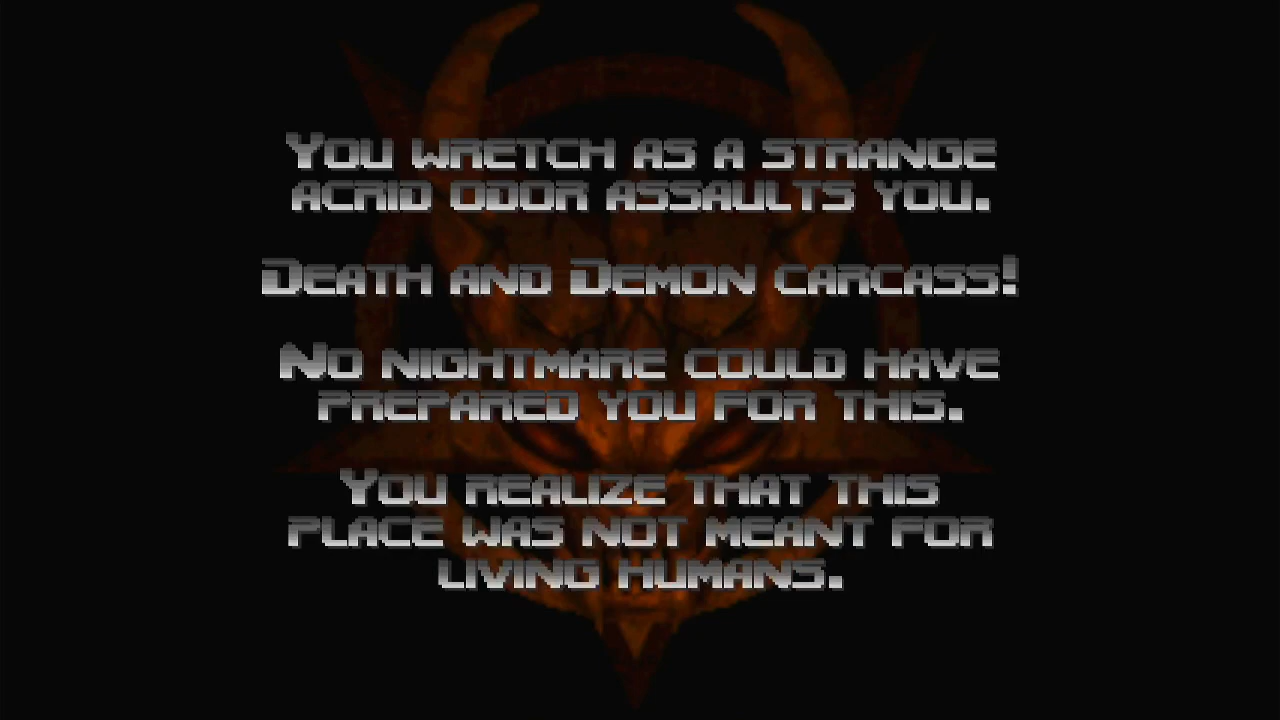 You wretch as a strange
acrid odor assaults you.
Death and Demon carcass!
No nightmare could have
prepared you for this.
You realize that this
place was not meant for
living humans.